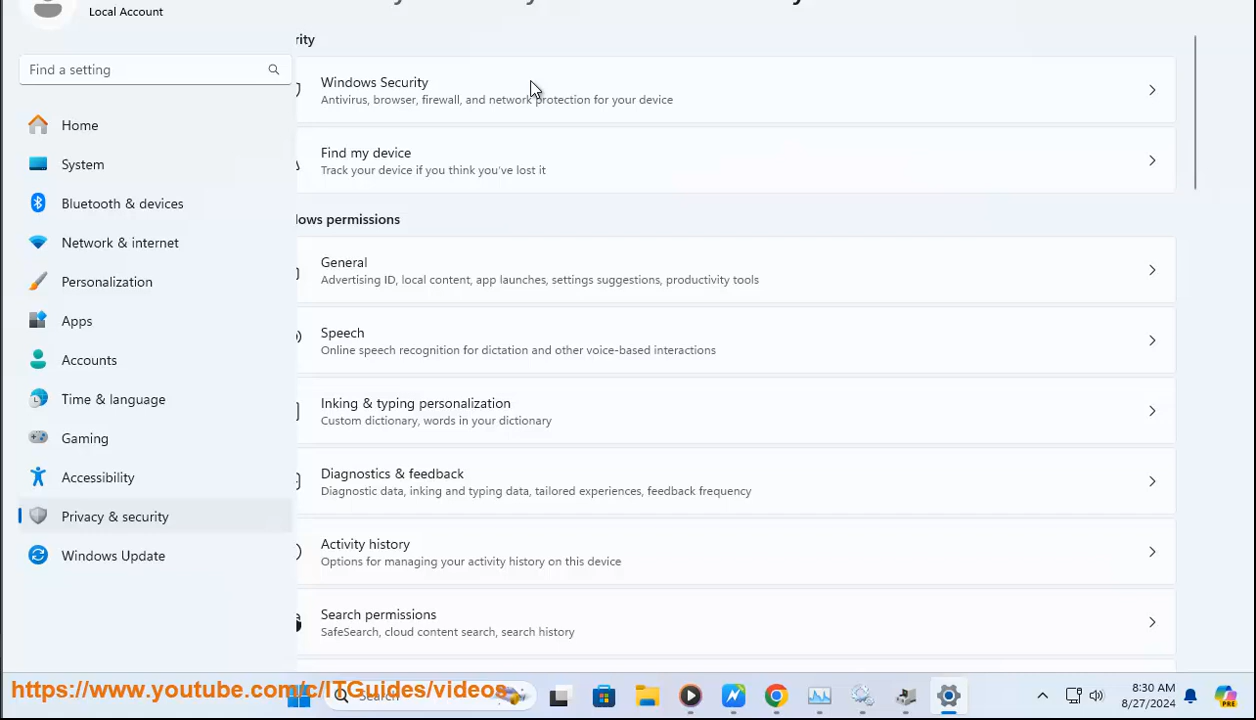 Local Account
Find a setting
Home
System
Bluetooth & devices
Network & internet
Personalization
Apps
Accounts
Time & language
Gaming
Accessibility
Privacy & security
Windows Update
rity
Windows Security
Antivirus, browser, firewall, and network protection for your device
Find my device
Track your device if you think you've lost it
lows permissions
General
Advertising ID, local content, app launches, settings suggestions, productivity tools
Speech
Online speech recognition for dictation and other voice-based interactions
Inking & typing personalization
Custom dictionary, words in your dictionary
Diagnostics & feedback
Diagnostic data, inking and typing data, tailored experiences, feedback frequency
Activity history
Options for managing your activity history on this device
Search permissions
SafeSearch, cloud content search, search history
https://www.youtube.com/c/ITGuides/videos
Search
8:30 AM
8/27/2024
PRE